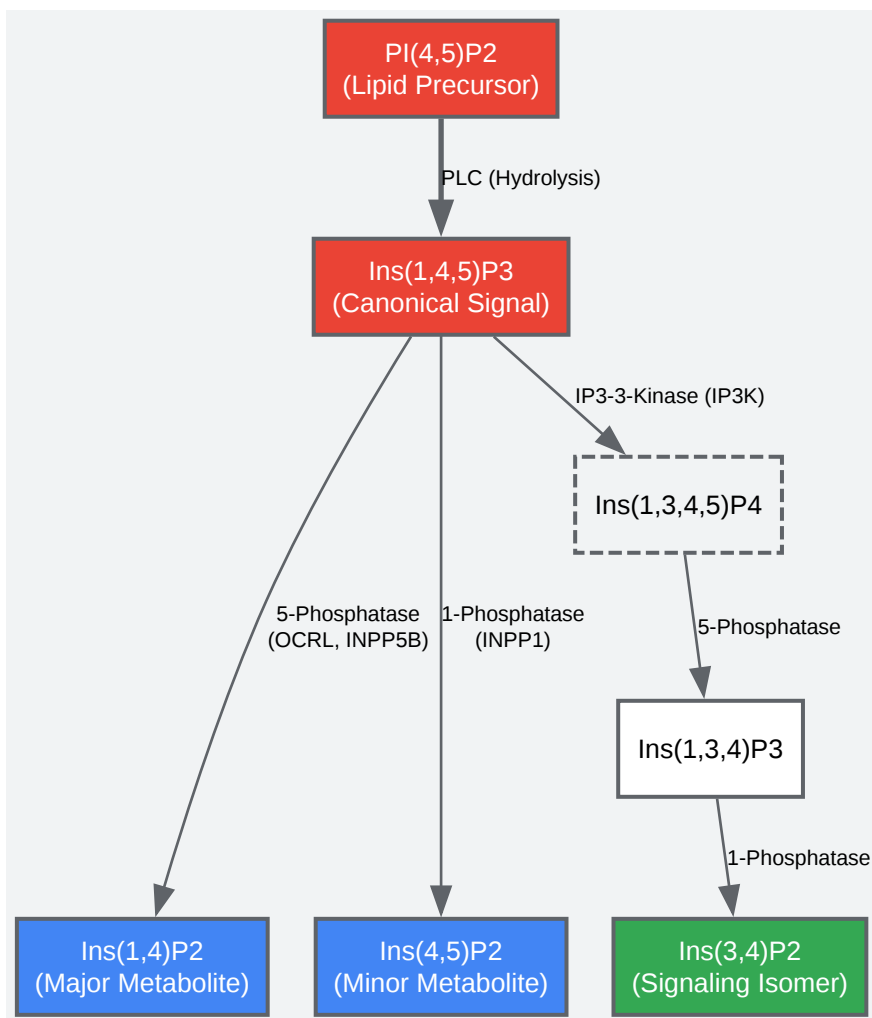 PI(4,5)P2
(Lipid Precursor)
PLC (Hydrolysis)
Ins(1,4,5)P3
(Canonical Signal)
IP3-3-Kinase (IP3K)
Ins(1,3,4,5)P4
5-Phosphatase
(OCRL, INPP5B)
1-Phosphatase
(INPP1)
5-Phosphatase
Ins(1,3,4)P3
1-Phosphatase
Ins(1,4)P2
(Major Metabolite)
Ins(4,5)P2
(Minor Metabolite)
Ins(3,4)P2
(Signaling Isomer)